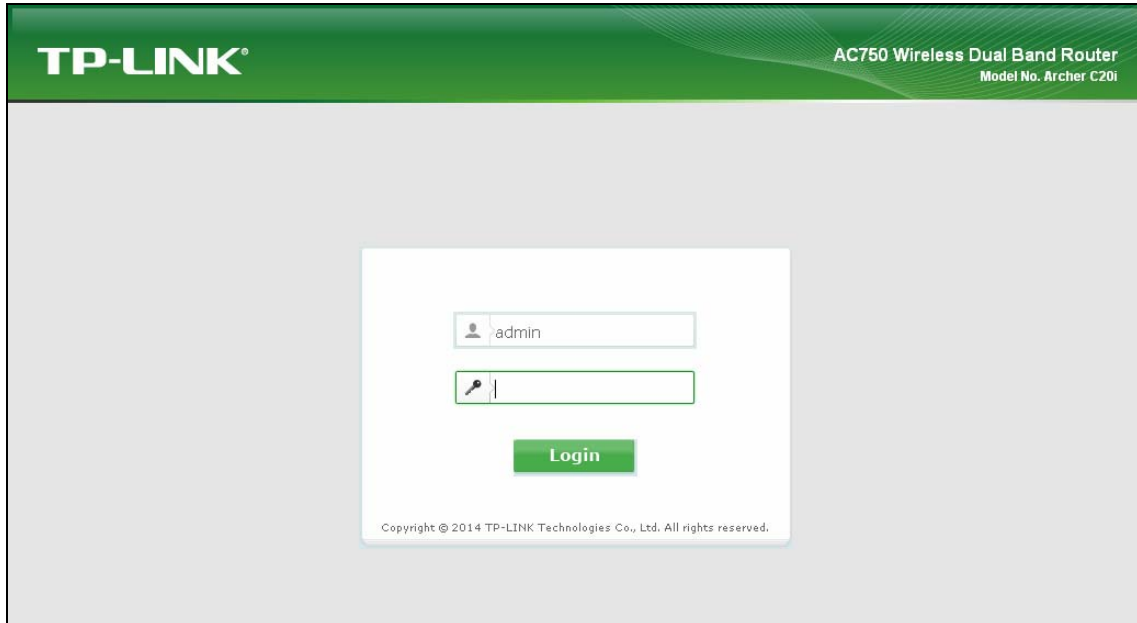 TP-LINK®
AC750 Wireless Dual Band Router
Model No. Archer C20i
admin
Login
Copyright © 2014 TP-LINK Technologies Co., Ltd. All rights reserved.